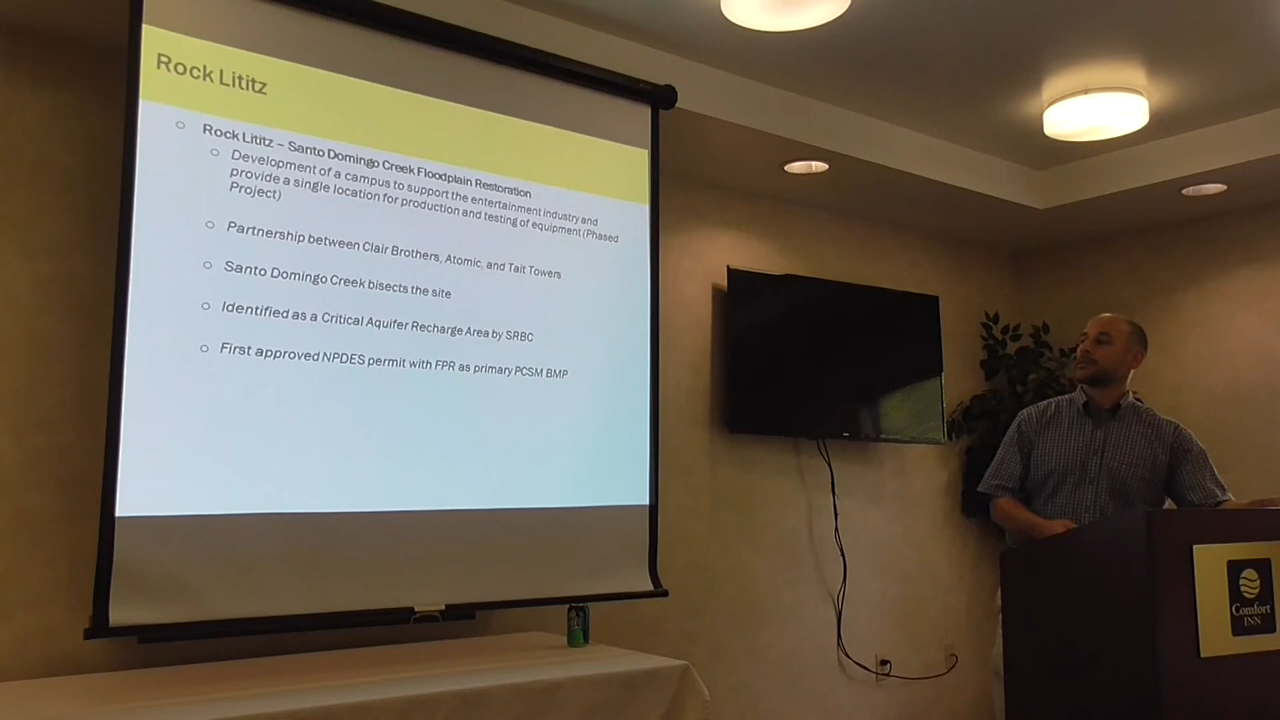 Rock Lititz
Rock Lititz – Santo Domingo Creek Floodplain Restoration
Development of a campus to support the entertainment industry and
provide a single location for production and testing of equipment (Phased
Project)
Partnership between Clair Brothers, Atomic, and Tait Towers
Santo Domingo Creek bisects the site
Identified as a Critical Aquifer Recharge Area by SRBC
First approved NPDES permit with FPR as primary PCSM BMP
Comfort
INN